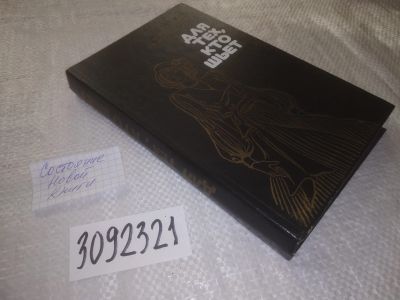 ДЛЯ
ТЕХ,
КТО
ШЬЕТ
Состояние
новой
книги
3092321